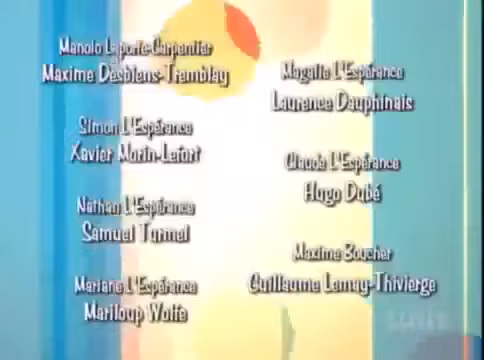 Manolo Laporte-Carpentier
Maxime Desbiens-Tremblay
Simon L'Espérance
Xavier Morin-Lefort
Nathan L'Espérance
Samuel Turmel
Mariane L'Espérance
Mariloup Wolfe
Magalie L'Espérance
Laurence Dauphinais
Claude L'Espérance
Hugo Dubé
Maxime Boucher
Guillaume Lemay-Thivierge